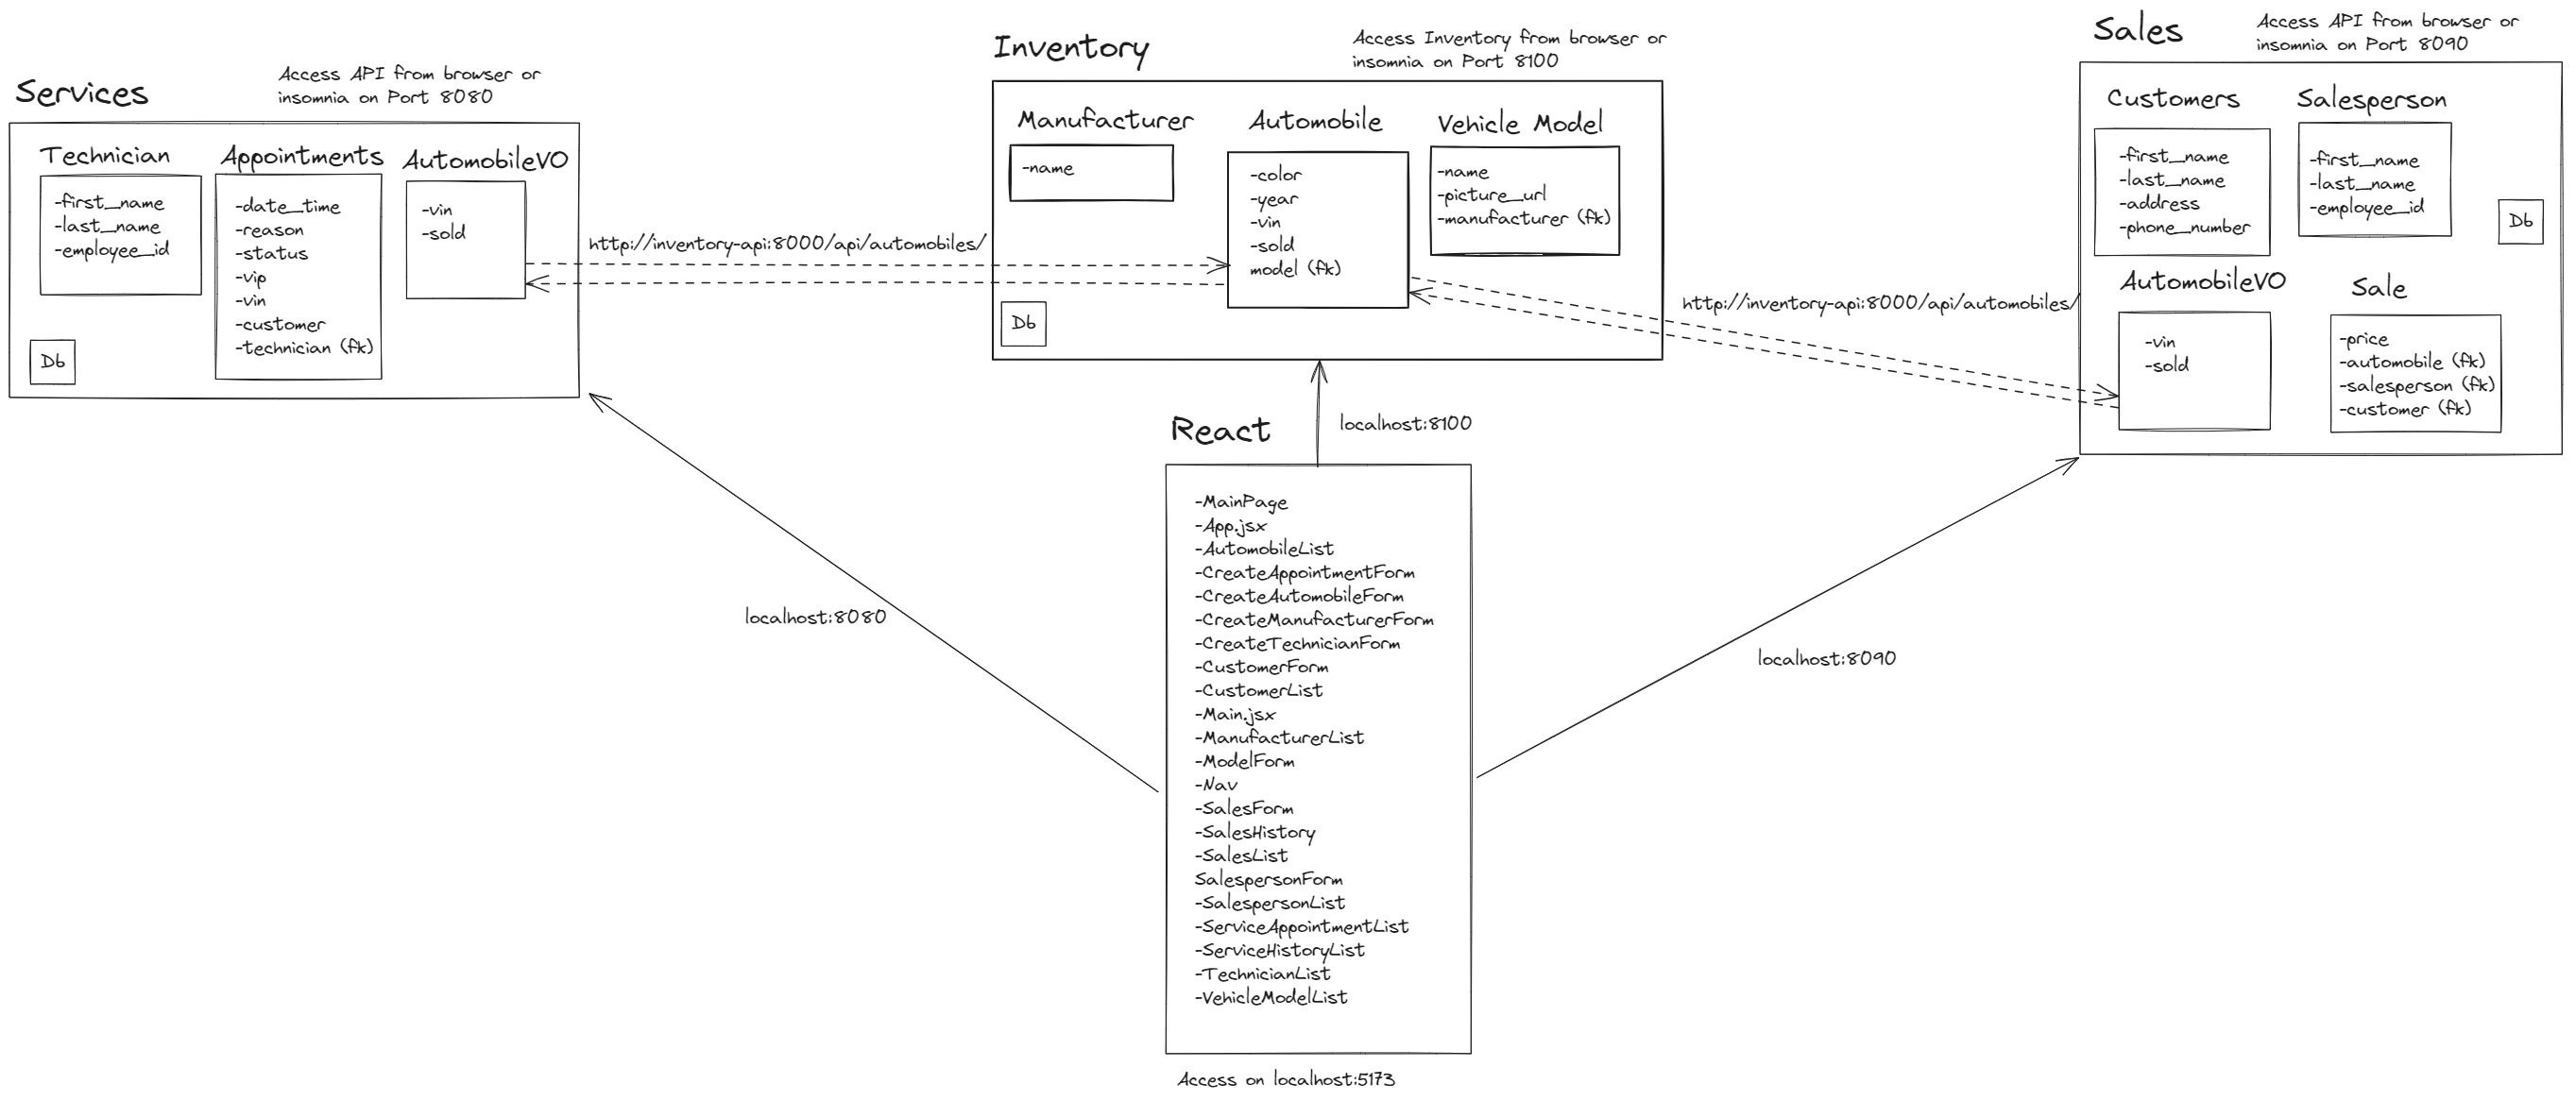 Services
Access API from browser or
insomnia on Port 8080
Technician
-first_name
-last_name
-employee_id
Appointments
-date_time
-reason
-status
-vip
-vin
-customer
-technician (fk)
AutomobileVO
-vin
-sold
Db
http://inventory-api:8000/api/automobiles/
Inventory
Access Inventory from browser or
insomnia on Port 8100
Manufacturer
-name
Automobile
-color
-year
-vin
-sold
model (fk)
Vehicle Model
-name
-picture_url
-manufacturer (fk)
Db
http://inventory-api:8000/api/automobiles/
Sales
Access API from browser or
insomnia on Port 8090
Customers
-first_name
-last_name
-address
-phone_number
Salesperson
-first_name
-last_name
-employee_id
Db
AutomobileVO
-vin
-sold
Sale
-price
-automobile (fk)
-salesperson (fk)
-customer (fk)
React
localhost:8100
localhost:8080
localhost:8090
-MainPage
-App.jsx
-AutomobileList
-CreateAppointmentForm
-CreateAutomobileForm
-CreateManufacturerForm
-CreateTechnicianForm
-CustomerForm
-CustomerList
-Main.jsx
-ManufacturerList
-ModelForm
-Nav
-SalesForm
-SalesHistory
-SalesList
SalespersonForm
-SalespersonList
-ServiceAppointmentList
-ServiceHistoryList
-TechnicianList
-VehicleModelList
Access on localhost:5173